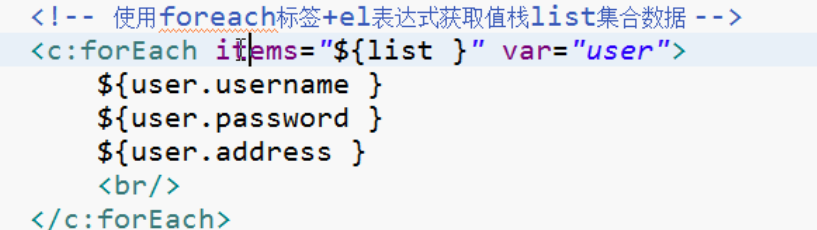 <!-- 使用foreach标签+el表达式获取值栈list集合数据 -->
<c:forEach items="${list }" var="user">
${user.username }
${user.password }
${user.address }
<br/>
</c:forEach>